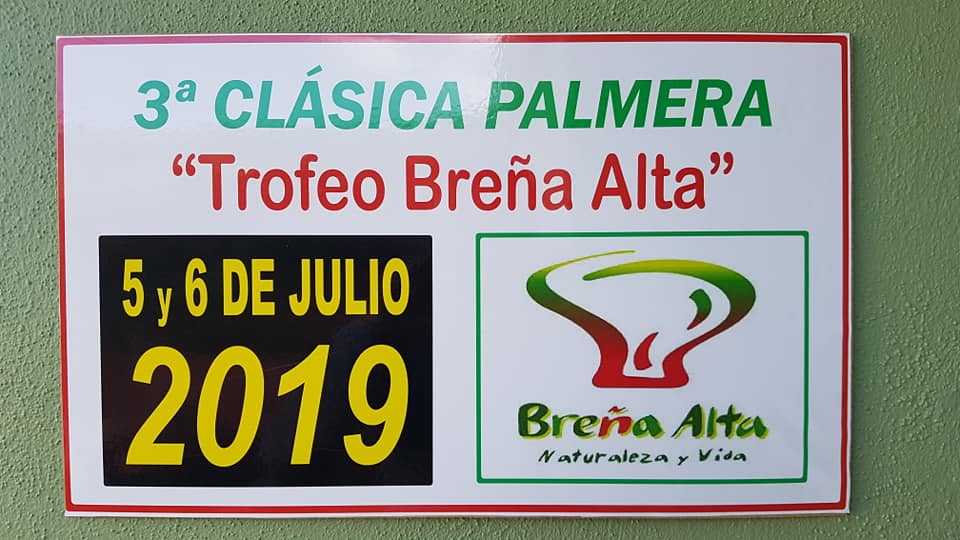 3ª CLÁSICA PALMERA
“Trofeo Breña Alta”
5 y 6 DE JULIO
2019
Breña Alta
Naturaleza y Vida